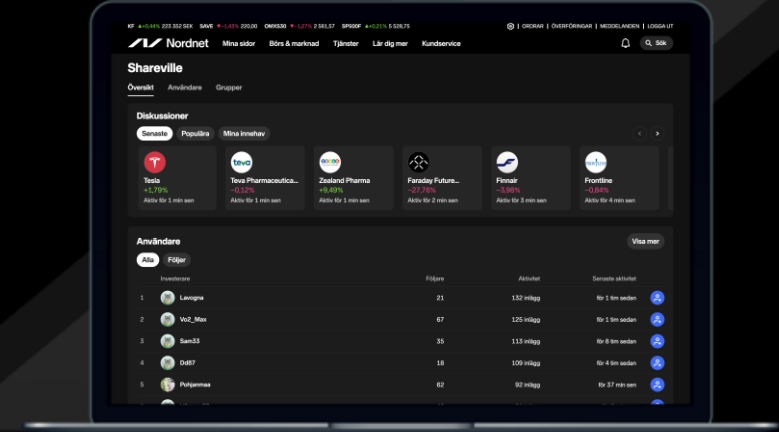 KF +0,44% 223 352 SEK SAVE -1,43% 220,00 OMXS30 -1,27% 2 561,57 SP500F +0,21% 5 528,75 | ORDRAR | ÖVERFÖRINGAR | MEDDELANDEN | LOGGA UT
Nordnet Mina sidor Börs & marknad Tjänster Lär dig mer Kundservice Sök
Shareville
Översikt Användare Grupper
Diskussioner
Senaste Populära Mina innehav
teva
Tesla Teva Pharmaceutica... Zealand Pharma Faraday Future... Finnair Frontline
+1,79% -0,12% +9,49% -27,76% -3,98% -0,84%
Aktiv för 1 min sen Aktiv för 1 min sen Aktiv för 1 min sen Aktiv för 2 min sen Aktiv för 3 min sen Aktiv för 4 min sen
Användare Visa mer
Alla Följer
Investerare Följare Aktivitet Senaste aktivitet
1 Lavogna 21 132 inlägg för 1 tim sedan
2 Vo2_Max 67 125 inlägg för 1 tim sedan
3 Sam33 35 113 inlägg för 6 tim sedan
4 Dd87 18 109 inlägg för 4 tim sedan
5 Pohjanmaa 62 92 inlägg för 37 min sen